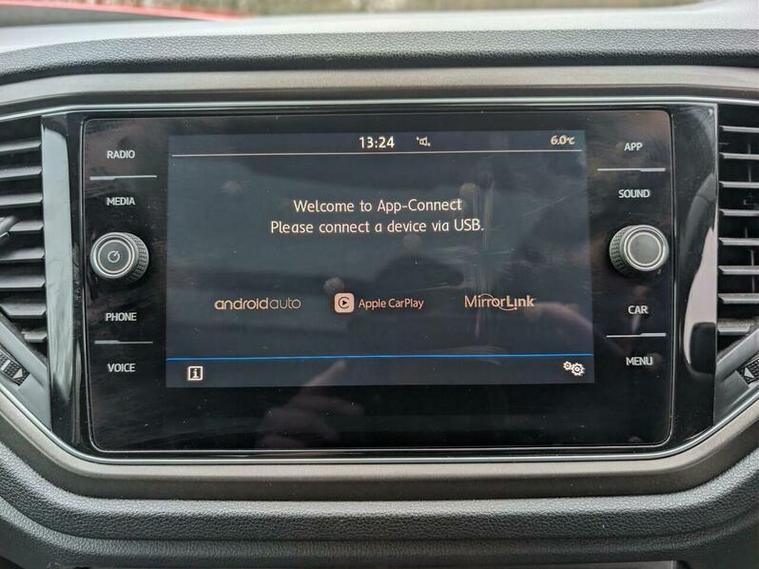 RADIO
MEDIA
PHONE
VOICE
13:24
6.0°C
Welcome to App-Connect
Please connect a device via USB.
androidauto
Apple CarPlay
MirrorLink
i
APP
SOUND
CAR
MENU